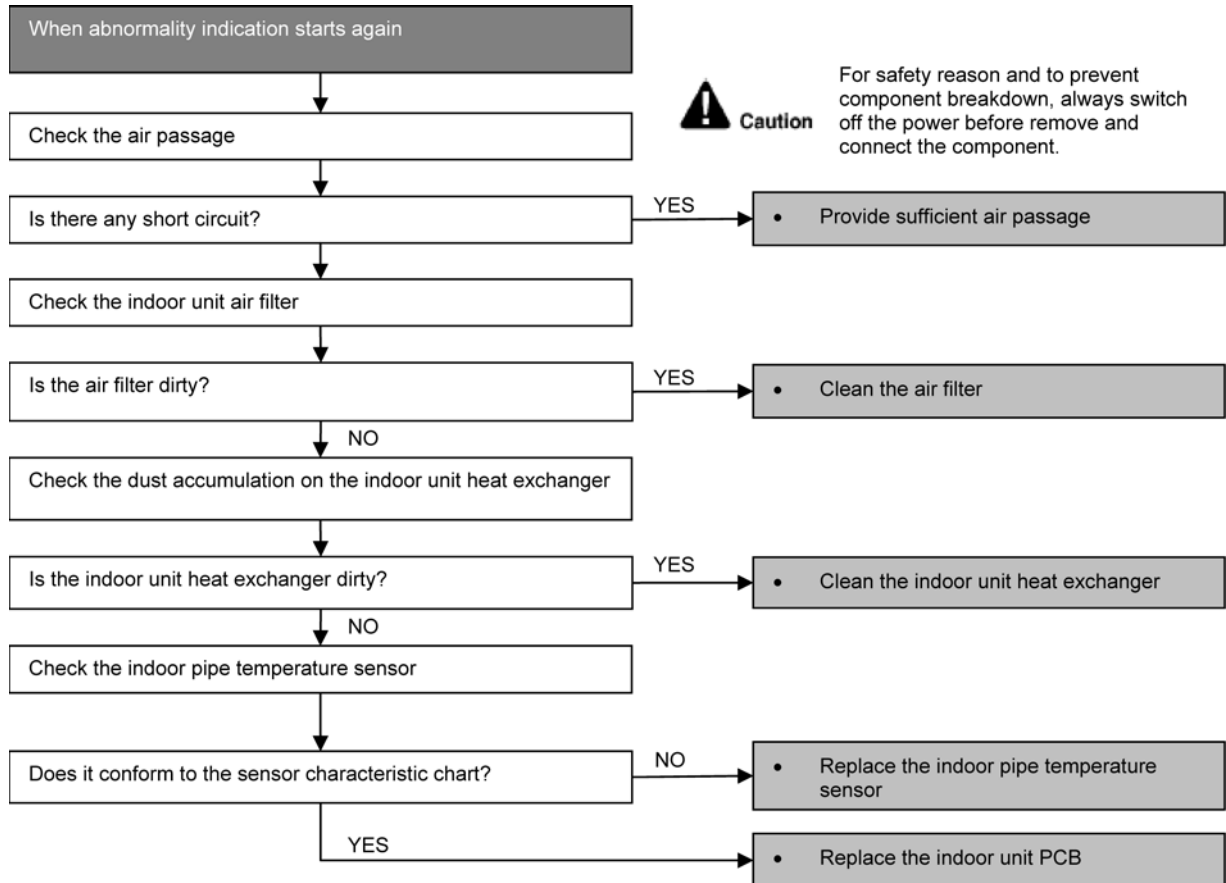 When abnormality indication starts again
Caution
For safety reason and to prevent
component breakdown, always switch
off the power before remove and
connect the component.
Check the air passage
Is there any short circuit?
YES
• Provide sufficient air passage
Check the indoor unit air filter
Is the air filter dirty?
YES
• Clean the air filter
NO
Check the dust accumulation on the indoor unit heat exchanger
Is the indoor unit heat exchanger dirty?
YES
• Clean the indoor unit heat exchanger
NO
Check the indoor pipe temperature sensor
Does it conform to the sensor characteristic chart?
NO
• Replace the indoor pipe temperature
sensor
YES
• Replace the indoor unit PCB